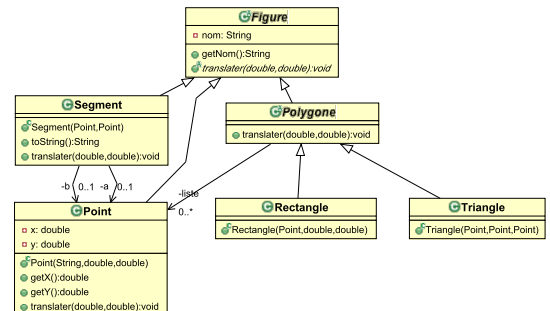 Figure
nom: String
getNom():String
translater(double,double):void
Segment
Segment(Point,Point)
toString():String
translater(double,double):void
Polygone
translater(double,double):void
-b 0..1 -a 0..1
-liste
0..*
Point
x: double
y: double
Point(String,double,double)
getX():double
getY():double
translater(double,double):void
Rectangle
Rectangle(Point,double,double)
Triangle
Triangle(Point,Point,Point)